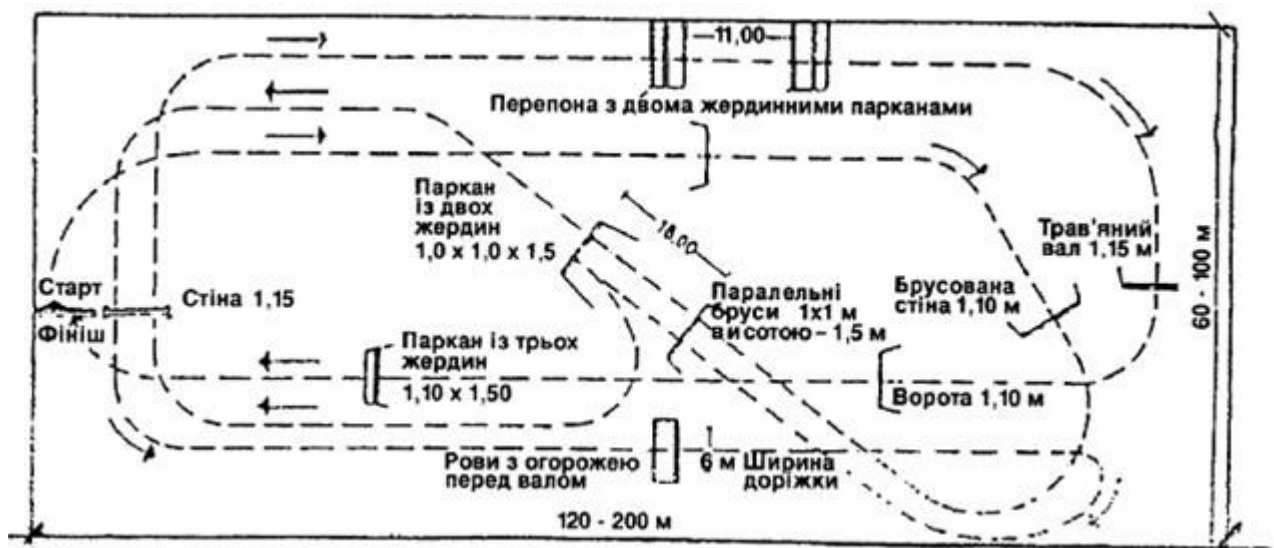 11,00
Перепона з двома жердинними парканами
Паркан
із двох
жердин
1,0 х 1,0 х 1,5
18,00
Трав'яний
вал 1,15 м
60 - 100 м
Старт
Фініш
Стіна 1,15
Паралельні
бруси 1х1 м
висотою – 1,5 м
Брусована
стіна 1,10 м
Паркан із трьох
жердин
1,10 х 1,50
Ворота 1,10 м
Рови з огорожею
перед валом
6 м Ширина
доріжки
120 - 200 м